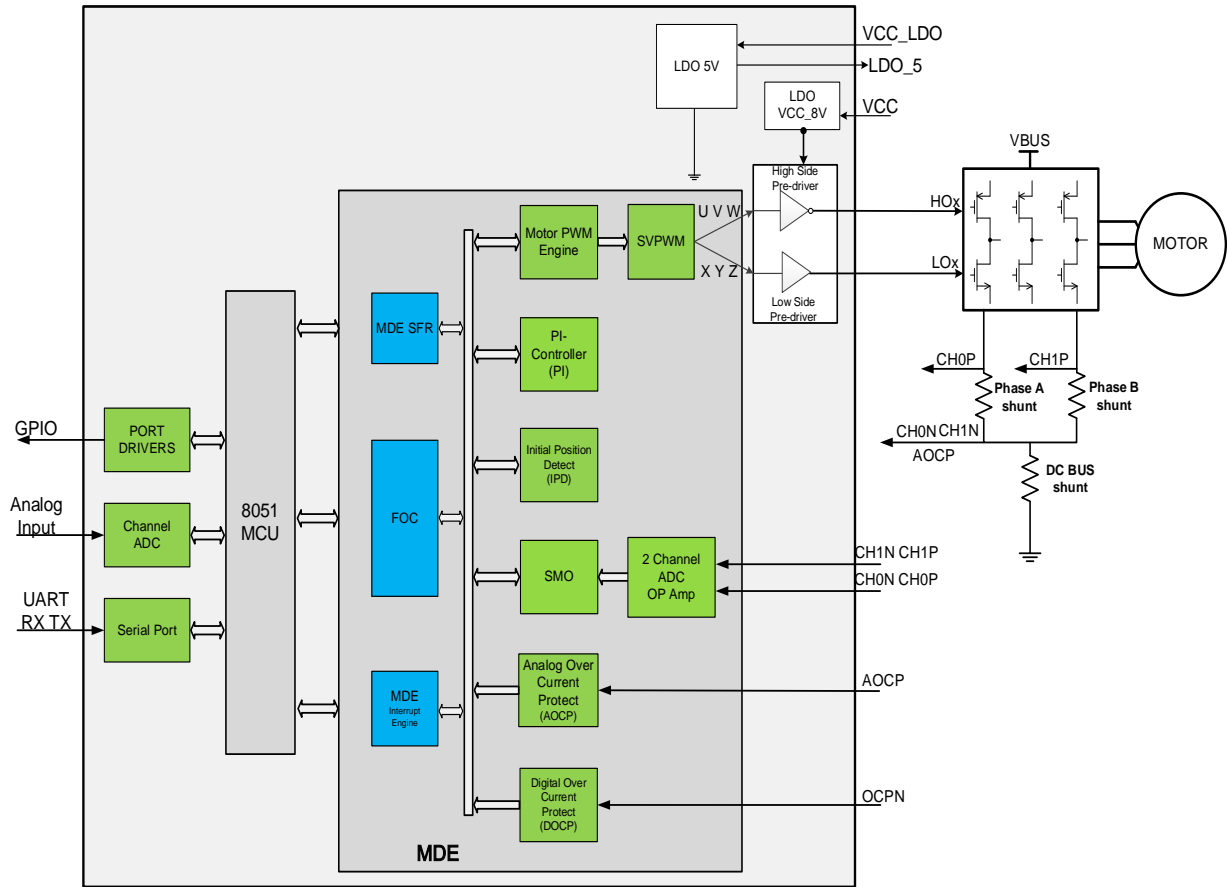 VCC_LDO
LDO 5V
LDO_5
LDO
VCC_8V
VCC
VBUS
High Side
Pre-driver
HOx
U V W
Motor PWM
Engine
SVPWM
MOTOR
X Y Z
LOx
Low Side
Pre-driver
MDE SFR
PI-
Controller
(PI)
CH0P
CH1P
Phase A
shunt
Phase B
shunt
GPIO
PORT
DRIVERS
CH0N CH1N
AOCP
Initial Position
Detect
(IPD)
DC BUS
shunt
8051
MCU
Analog
Input
Channel
ADC
FOC
SMO
2 Channel
ADC
OP Amp
CH1N CH1P
CH0N CH0P
UART
RX TX
Serial Port
Analog Over
Current
Protect
(AOCP)
AOCP
MDE
Interrupt
Engine
Digital Over
Current
Protect
(DOCP)
OCPN
MDE